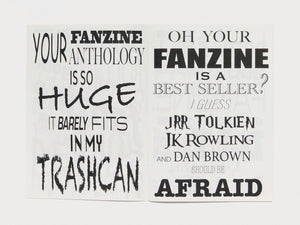 YOUR FANZINE
ANTHOLOGY
IS SO
HUGE
IT BARELY FITS
IN MY
TRASHCAN
OH YOUR
FANZINE
IS A
BEST SELLER?
I GUESS
JRR TOLKIEN
JK ROWLING
AND DAN BROWN
SHOULD BE
AFRAID